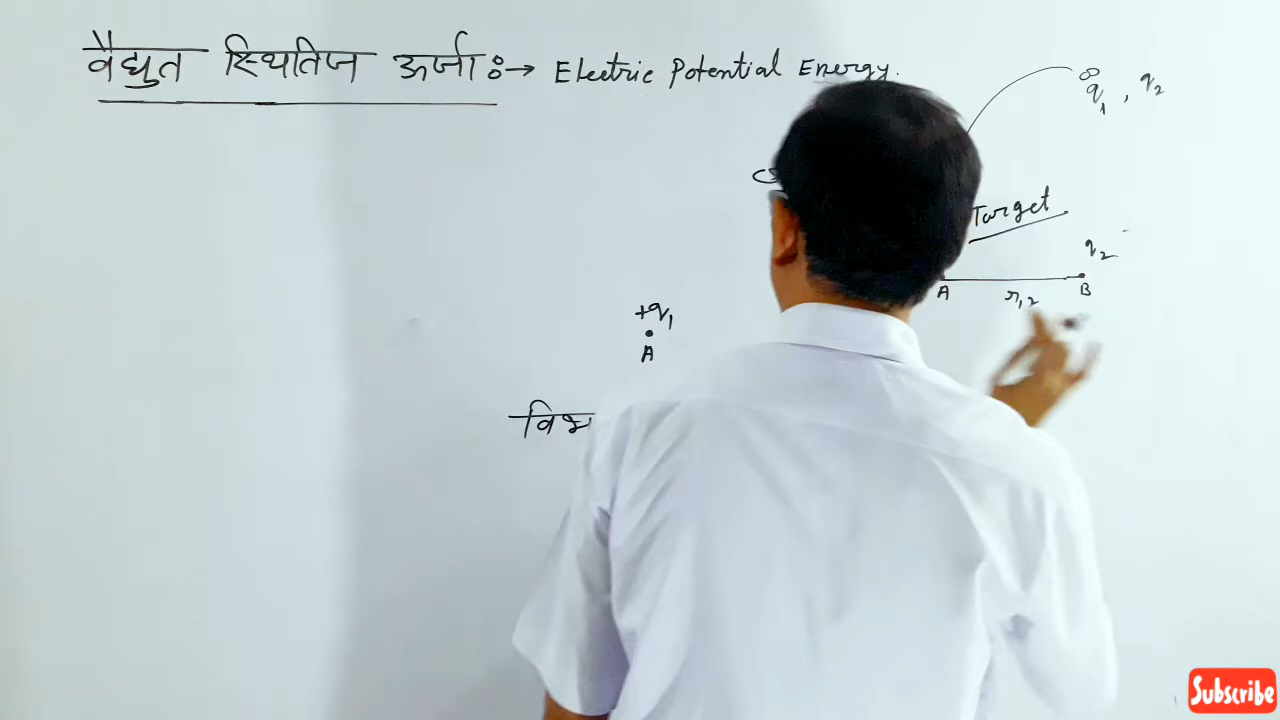 वैद्युत स्थितिज ऊर्जा :→ Electric Potential Energy.
∞
q₁ , q₂
Target
q₂
A r₁₂ B
+q₁
A
Subscribe